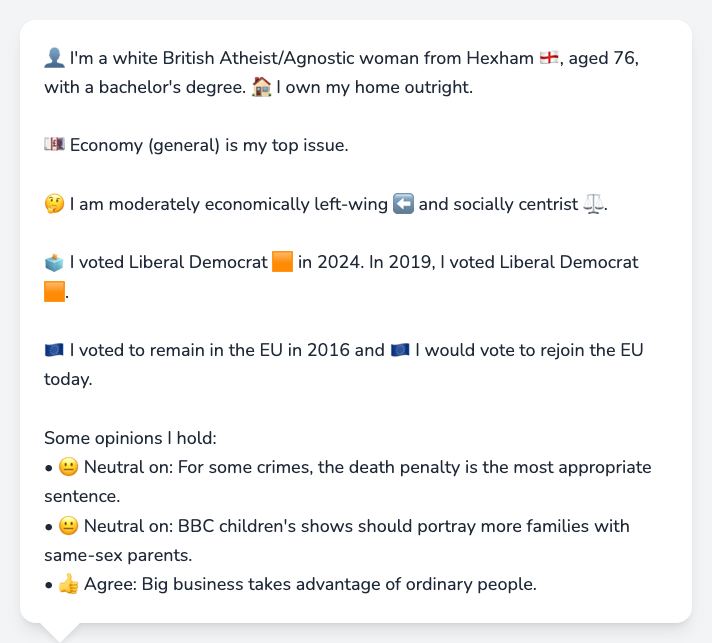 👤 I'm a white British Atheist/Agnostic woman from Hexham 🏴󠁧󠁢󠁥󠁮󠁧󠁿, aged 76,
with a bachelor's degree. 🏠 I own my home outright.
💷 Economy (general) is my top issue.
🤔 I am moderately economically left-wing ⬅️ and socially centrist ⚖️.
🗳️ I voted Liberal Democrat 🟧 in 2024. In 2019, I voted Liberal Democrat
🟧.
🇪🇺 I voted to remain in the EU in 2016 and 🇪🇺 I would vote to rejoin the EU
today.
Some opinions I hold:
• 😐 Neutral on: For some crimes, the death penalty is the most appropriate
sentence.
• 😐 Neutral on: BBC children's shows should portray more families with
same-sex parents.
• 👍 Agree: Big business takes advantage of ordinary people.